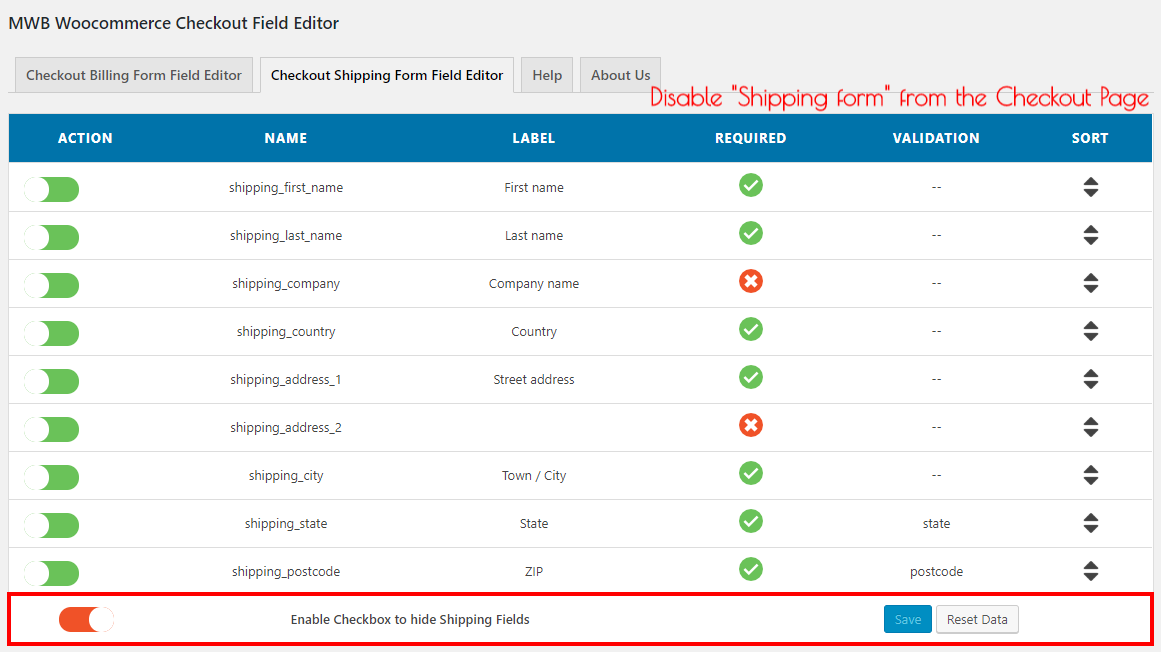 MWB Woocommerce Checkout Field Editor
Checkout Billing Form Field Editor Checkout Shipping Form Field Editor Help About Us
Disable "Shipping form" from the Checkout Page
ACTION NAME LABEL REQUIRED VALIDATION SORT
shipping_first_name First name --
shipping_last_name Last name --
shipping_company Company name --
shipping_country Country --
shipping_address_1 Street address --
shipping_address_2 --
shipping_city Town / City --
shipping_state State state
shipping_postcode ZIP postcode
Enable Checkbox to hide Shipping Fields Save Reset Data